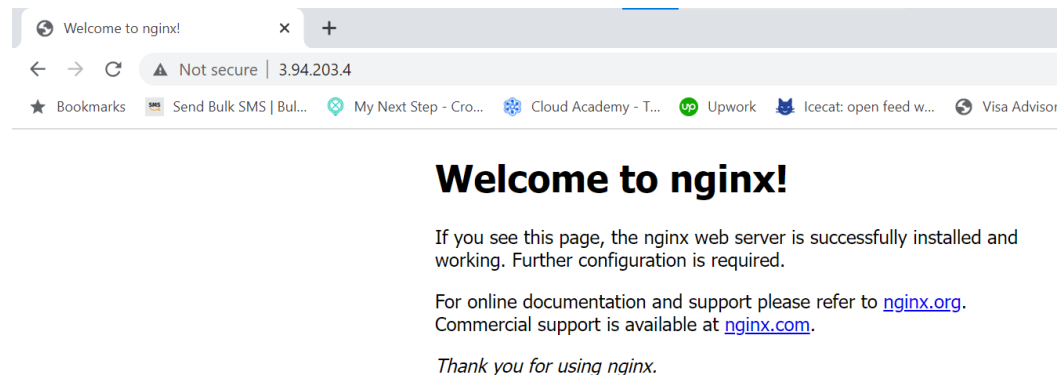 Welcome to nginx!
Not secure | 3.94.203.4
Bookmarks SMS Send Bulk SMS | Bul... My Next Step - Cro... Cloud Academy - T... up Upwork Icecat: open feed w... Visa Advisor
Welcome to nginx!
If you see this page, the nginx web server is successfully installed and
working. Further configuration is required.
For online documentation and support please refer to nginx.org.
Commercial support is available at nginx.com.
Thank you for using nginx.